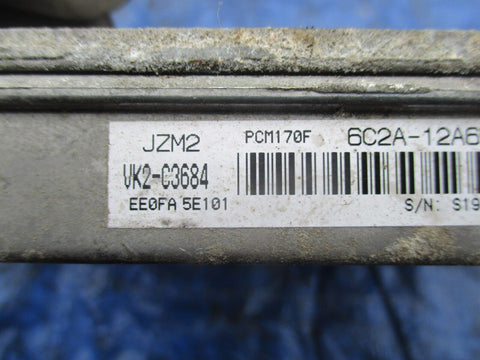 JZM2 PCM170F 6C2A-12A6
VK2-C3684
EE0FA 5E101 S/N: S19